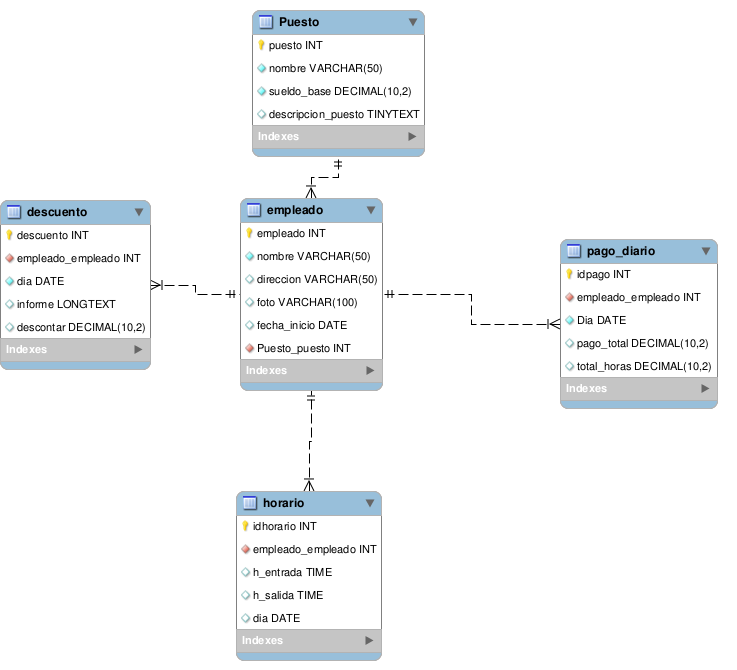 Puesto
puesto INT
nombre VARCHAR(50)
sueldo_base DECIMAL(10,2)
descripcion_puesto TINYTEXT
Indexes
descuento
descuento INT
empleado_empleado INT
dia DATE
informe LONGTEXT
descontar DECIMAL(10,2)
Indexes
empleado
empleado INT
nombre VARCHAR(50)
direccion VARCHAR(50)
foto VARCHAR(100)
fecha_inicio DATE
Puesto_puesto INT
Indexes
pago_diario
idpago INT
empleado_empleado INT
Dia DATE
pago_total DECIMAL(10,2)
total_horas DECIMAL(10,2)
Indexes
horario
idhorario INT
empleado_empleado INT
h_entrada TIME
h_salida TIME
dia DATE
Indexes